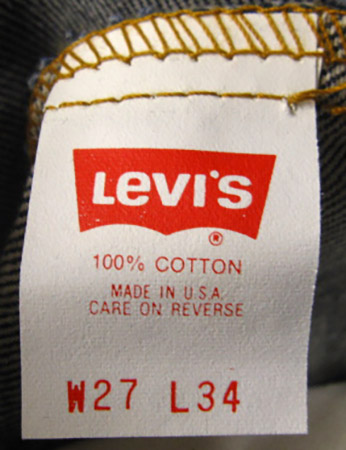 Levi's
®
100% COTTON
MADE IN U.S.A.
CARE ON REVERSE
W27 L34